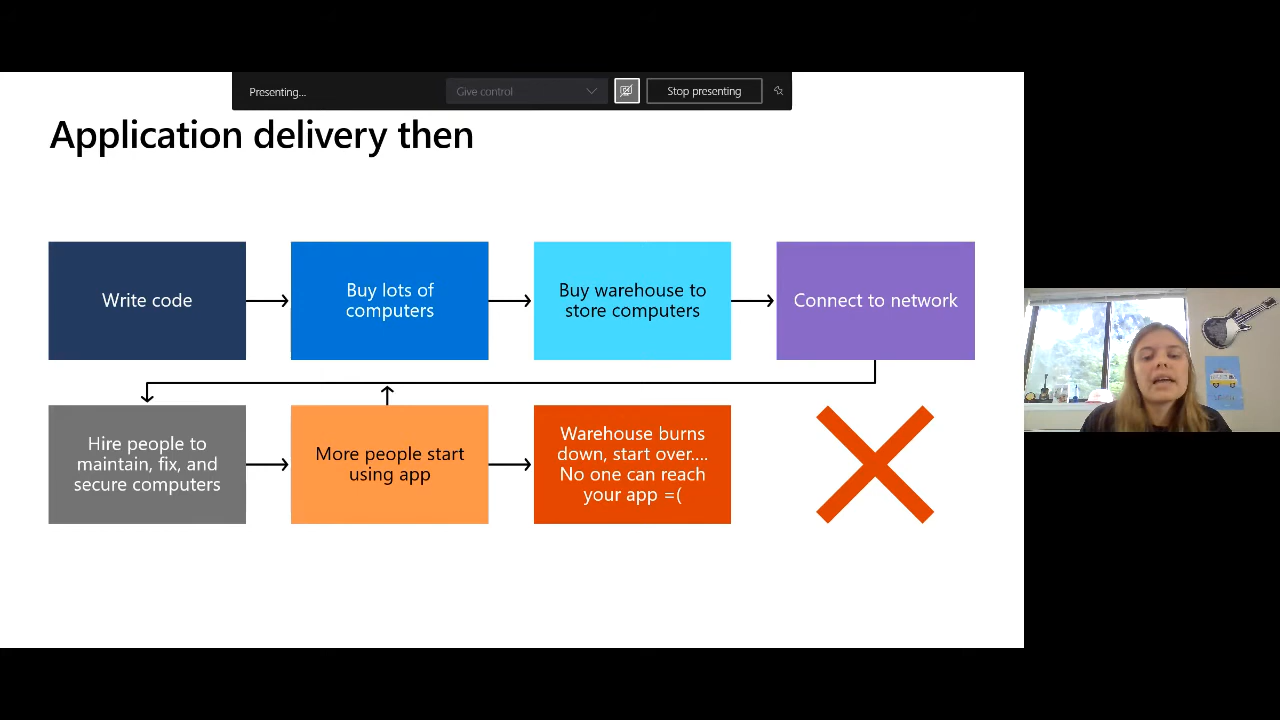 Presenting...
Give control
Stop presenting
Application delivery then
Write code
Buy lots of
computers
Buy warehouse to
store computers
Connect to network
Hire people to
maintain, fix, and
secure computers
More people start
using app
Warehouse burns
down, start over....
No one can reach
your app =(